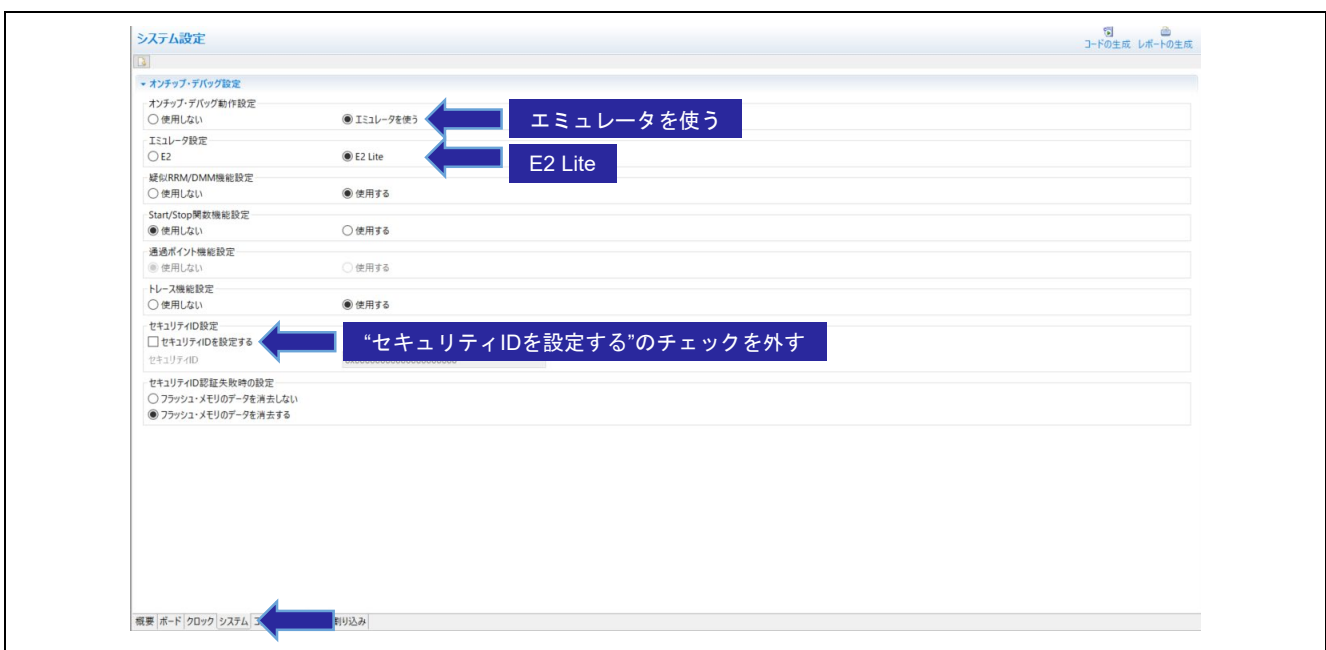 システム設定
コードの生成 レポートの生成
オンチップ・デバッグ設定
オンチップ・デバッグ動作設定
使用しない エミュレータを使う エミュレータを使う
エミュレータ設定
E2 E2 Lite E2 Lite
疑似RRM/DMM機能設定
使用しない 使用する
Start/Stop関数機能設定
使用しない 使用する
通過ポイント機能設定
使用しない 使用する
トレース機能設定
使用しない 使用する
セキュリティID設定
セキュリティIDを設定する “セキュリティIDを設定する”のチェックを外す
セキュリティID
セキュリティID認証失敗時の設定
フラッシュ・メモリのデータを消去しない
フラッシュ・メモリのデータを消去する
概要 ボード クロック システム 割り込み